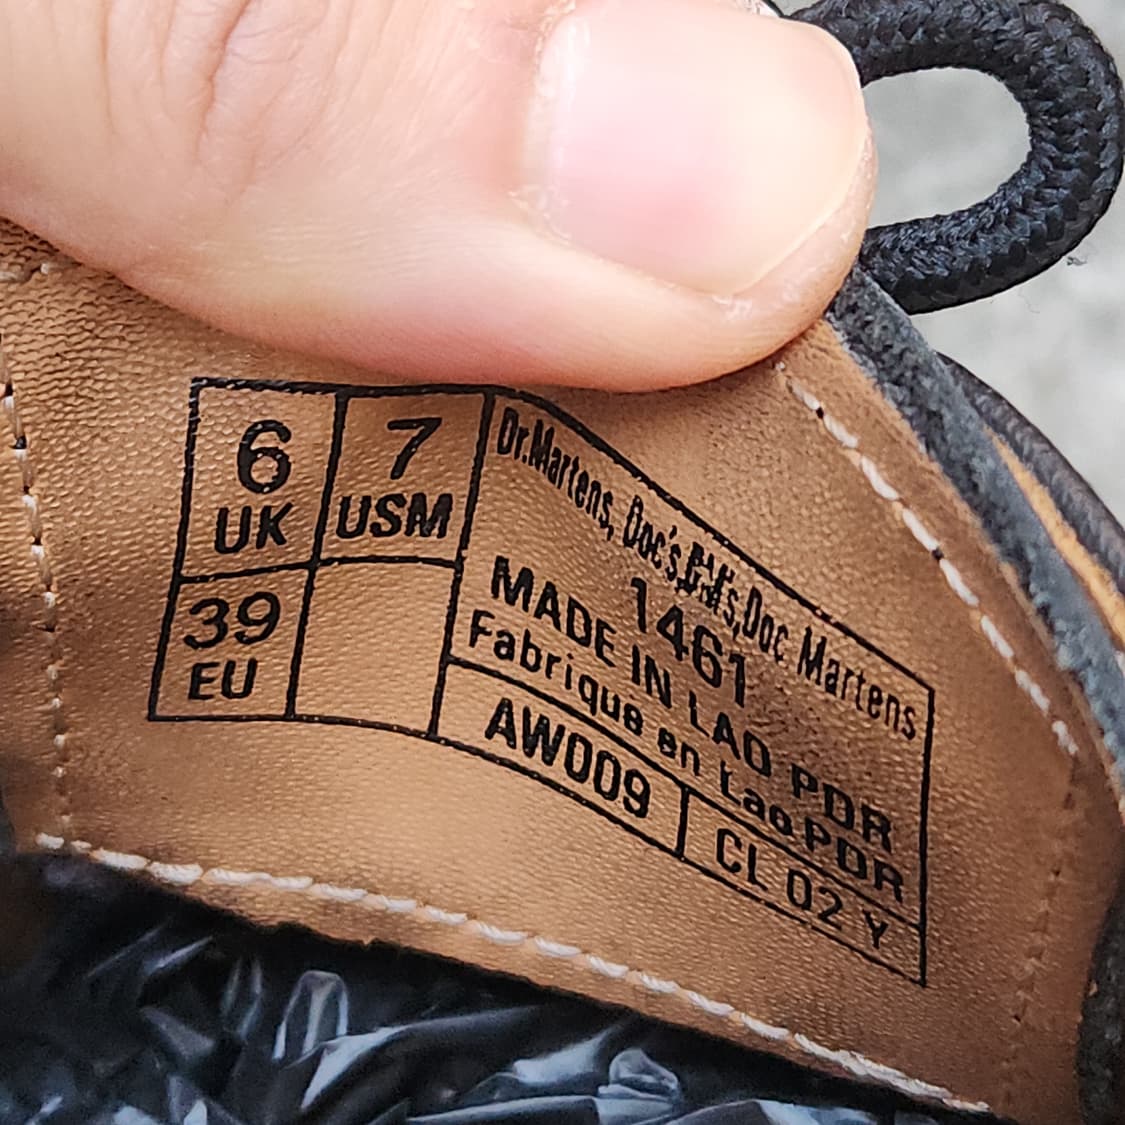 6
UK
7
USM
39
EU
Dr.Martens, Doc's,DM's,Doc Martens
1461
MADE IN LAO PDR
Fabrique en Lao PDR
AW009
CL 02 Y